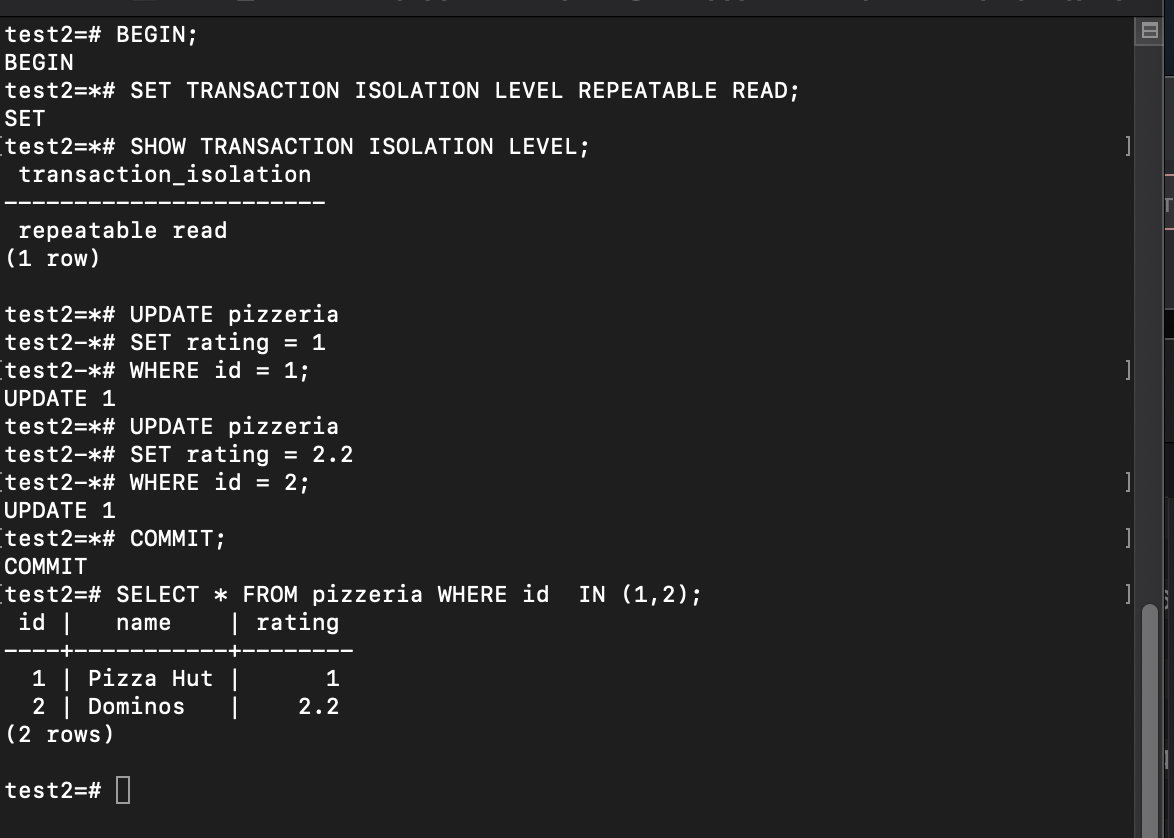 test2=# BEGIN;
BEGIN
test2=*# SET TRANSACTION ISOLATION LEVEL REPEATABLE READ;
SET
[test2=*# SHOW TRANSACTION ISOLATION LEVEL; ]
 transaction_isolation
-----------------------
 repeatable read
(1 row)

test2=*# UPDATE pizzeria
test2-*# SET rating = 1
[test2-*# WHERE id = 1; ]
UPDATE 1
test2=*# UPDATE pizzeria
test2-*# SET rating = 2.2
[test2-*# WHERE id = 2; ]
UPDATE 1
[test2=*# COMMIT; ]
COMMIT
[test2=# SELECT * FROM pizzeria WHERE id  IN (1,2); ]
 id |   name    | rating
----+-----------+--------
  1 | Pizza Hut |      1
  2 | Dominos   |    2.2
(2 rows)

test2=#